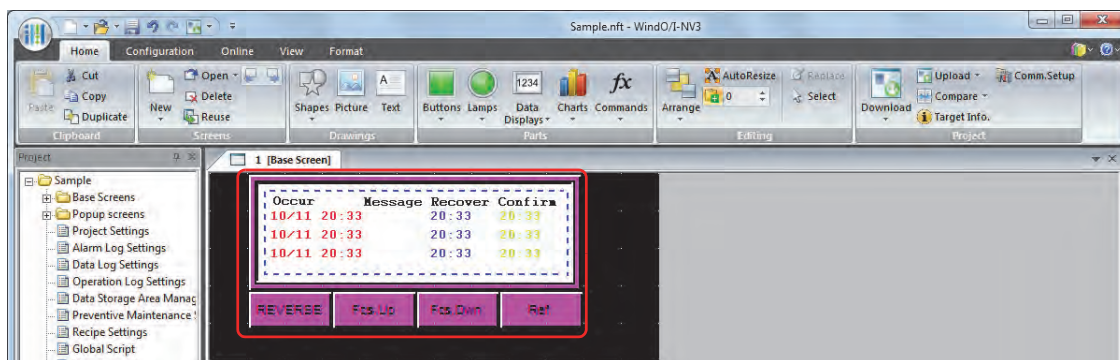 Sample.nft - WindO/I-NV3
Home Configuration Online View Format
Cut
Copy
Duplicate
Paste
Clipboard
New
Open
Delete
Reuse
Screens
Shapes Picture Text
Drawings
Buttons Lamps Data Displays Charts Commands
1234
fx
Parts
Arrange
AutoResize
0
Replace
Select
Editing
Download
Upload
Compare
Target Info.
Comm.Setup
Project
Project
1 [Base Screen]
Sample
Base Screens
Popup screens
Project Settings
Alarm Log Settings
Data Log Settings
Operation Log Settings
Data Storage Area Manag
Preventive Maintenance
Recipe Settings
Global Script
Occur Message Recover Confirm
10/11 20:33 20:33 20:33
10/11 20:33 20:33 20:33
10/11 20:33 20:33 20:33
REVERSE Fcs.Up Fcs.Dwn Ref